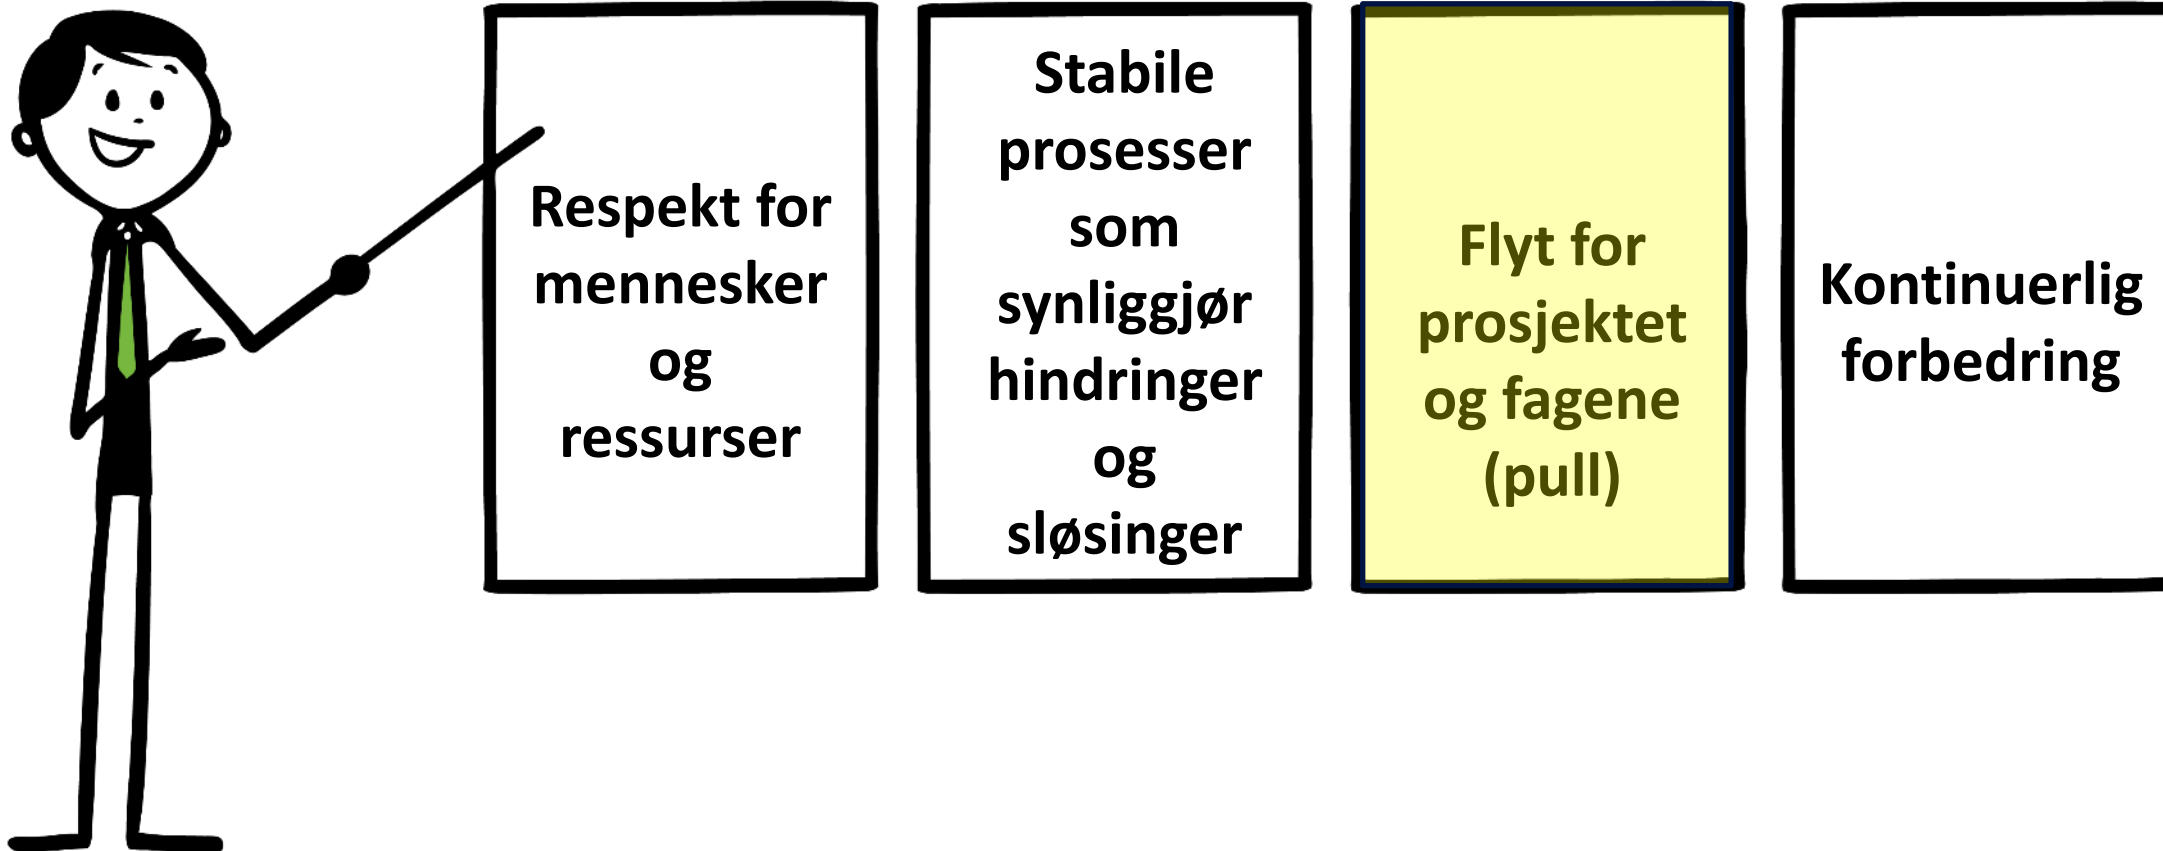 Respekt for
mennesker
og
ressurser
Stabile
prosesser
som
synliggjør
hindringer
og
sløsinger
Flyt for
prosjektet
og fagene
(pull)
Kontinuerlig
forbedring